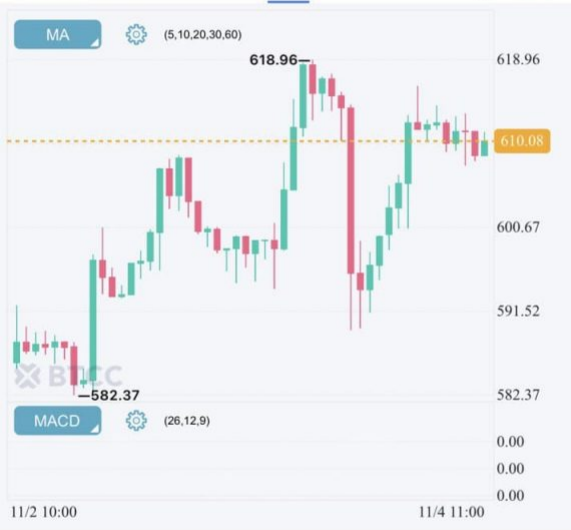 MA (5,10,20,30,60)
618.96
618.96
610.08
600.67
591.52
BTCC
582.37
582.37
MACD (26,12,9)
0.00
0.00
0.00
11/2 10:00 11/4 11:00